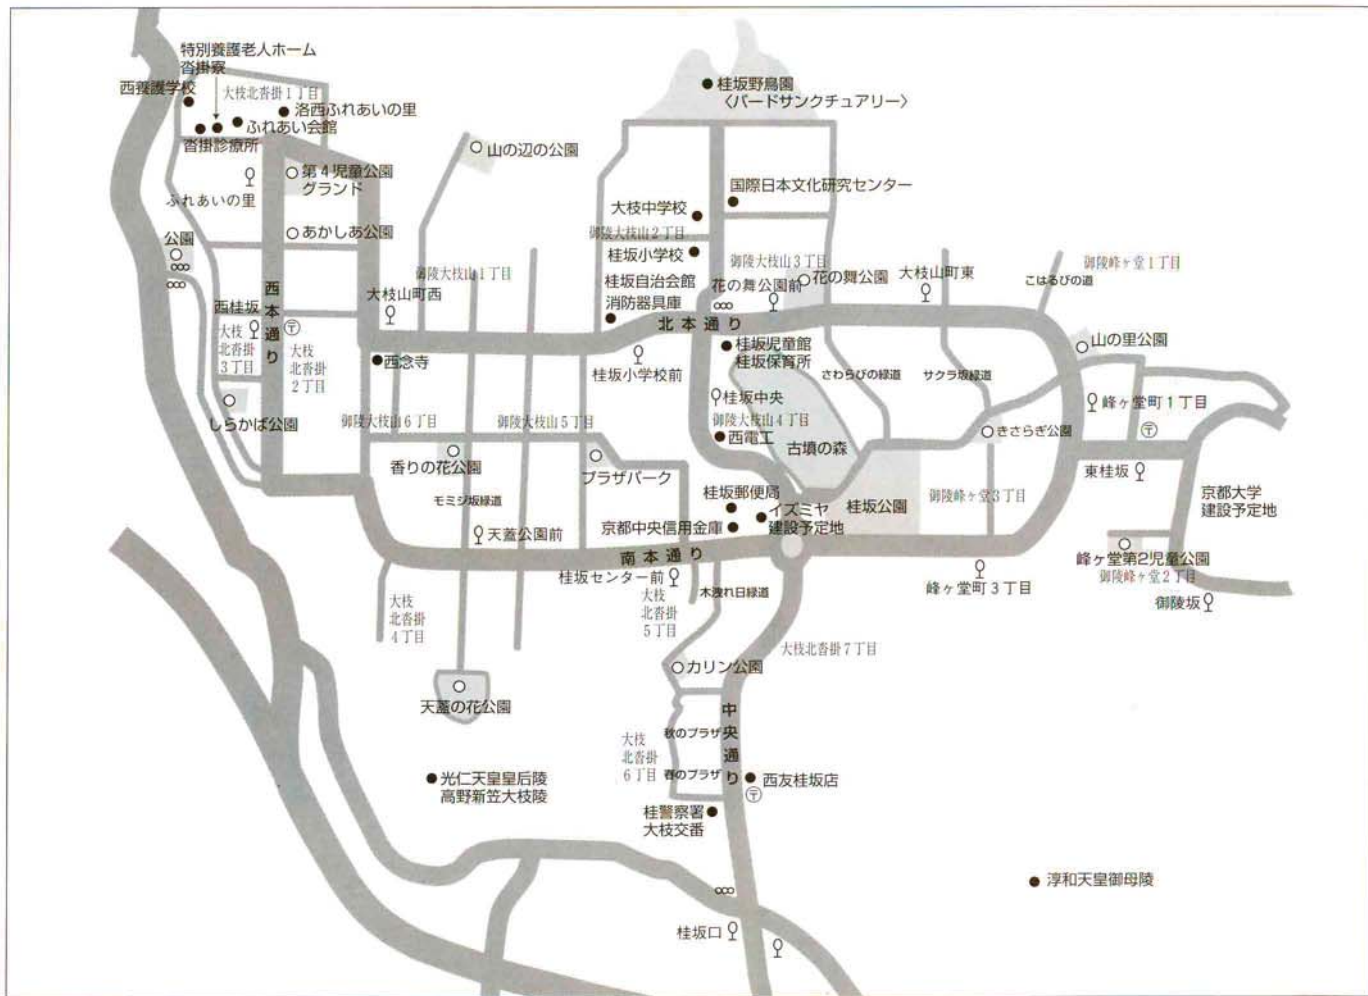 特別養護老人ホーム
沓掛寮
西養護学校
大枝北沓掛1丁目
洛西ふれあいの里
ふれあい会館
沓掛診療所
第4児童公園
グランド
ふれあいの里
あかしあ公園
公園
西本通り
西桂坂
〒
大枝
北沓掛
3丁目
大枝
北沓掛
2丁目
しらかば公園
山の辺の公園
御陵大枝山1丁目
大枝山町西
西念寺
桂坂野鳥園
〈バードサンクチュアリー〉
国際日本文化研究センター
大枝中学校
御陵大枝山2丁目
桂坂小学校
桂坂自治会館
消防器具庫
御陵大枝山3丁目
花の舞公園前
花の舞公園
大枝山町東
こはるびの道
御陵峰ヶ堂1丁目
北本通り
桂坂小学校前
桂坂児童館
桂坂保育所
さわらびの緑道
サクラ坂緑道
山の里公園
桂坂中央
峰ヶ堂町1丁目
〒
御陵大枝山6丁目
御陵大枝山5丁目
御陵大枝山4丁目
西電工
古墳の森
きさらぎ公園
香りの花公園
プラザパーク
東桂坂
モミジ坂緑道
桂坂郵便局
イズミヤ
建設予定地
桂坂公園
御陵峰ヶ堂3丁目
京都大学
建設予定地
天蓋公園前
京都中央信用金庫
南本通り
桂坂センター前
木洩れ日緑道
峰ヶ堂町3丁目
峰ヶ堂第2児童公園
御陵峰ヶ堂2丁目
御陵坂
大枝
北沓掛
4丁目
大枝
北沓掛
5丁目
大枝北沓掛7丁目
カリン公園
天蓋の花公園
中央通り
秋のプラザ
大枝
北沓掛
6丁目
春のプラザ
光仁天皇皇后陵
高野新笠大枝陵
西友桂坂店
〒
桂警察署
大枝交番
淳和天皇御母陵
桂坂口